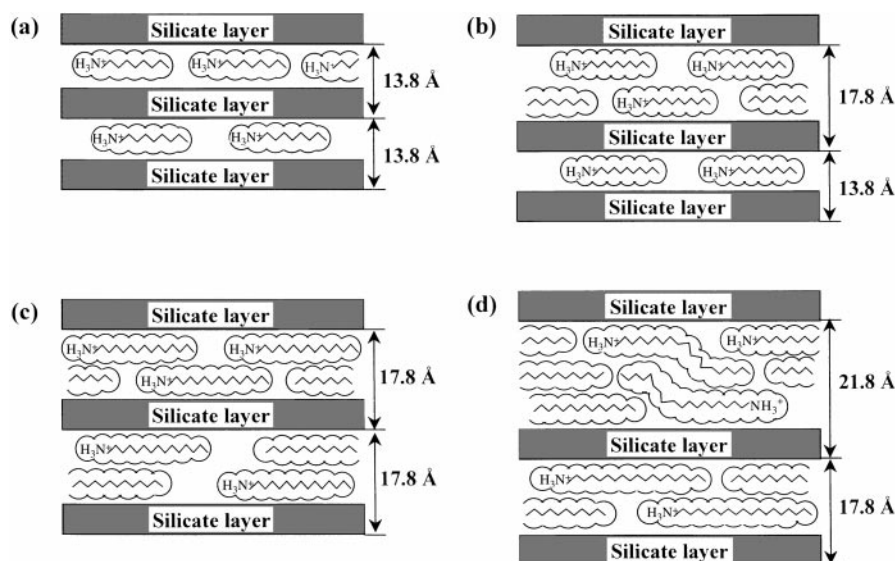 (a)
Silicate layer
H₃N⁺ H₃N⁺ H₃N⁺
13.8 Å
Silicate layer
H₃N⁺ H₃N⁺
13.8 Å
Silicate layer
(b)
Silicate layer
H₃N⁺ H₃N⁺
17.8 Å
H₃N⁺
Silicate layer
H₃N⁺ H₃N⁺
13.8 Å
Silicate layer
(c)
Silicate layer
H₃N⁺ H₃N⁺
17.8 Å
H₃N⁺
Silicate layer
H₃N⁺
17.8 Å
H₃N⁺
Silicate layer
(d)
Silicate layer
H₃N⁺ H₃N⁺
21.8 Å
NH₃⁺
Silicate layer
H₃N⁺
17.8 Å
H₃N⁺
Silicate layer